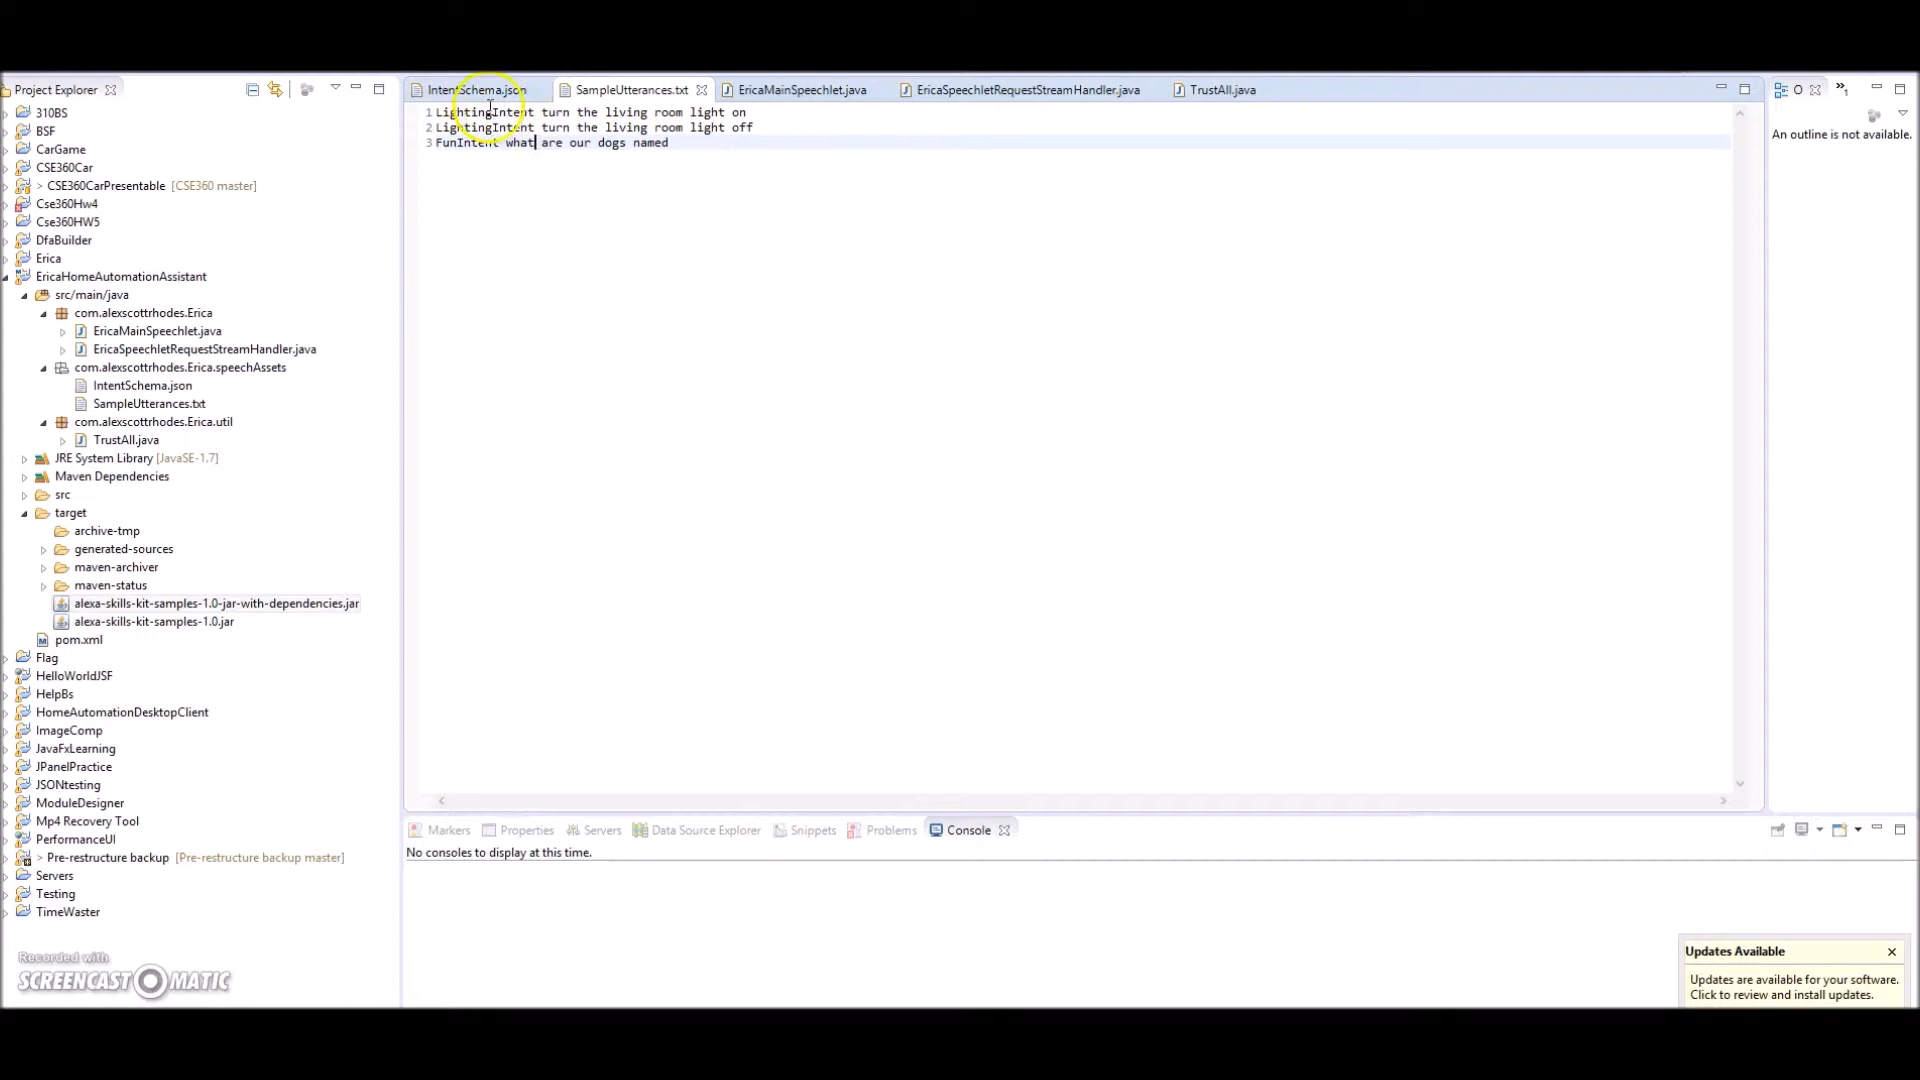 Project Explorer
310BS
BSF
CarGame
CSE360Car
> CSE360CarPresentable [CSE360 master]
Cse360Hw4
Cse360HW5
DfaBuilder
Erica
EricaHomeAutomationAssistant
src/main/java
com.alexscottrhodes.Erica
EricaMainSpeechlet.java
EricaSpeechletRequestStreamHandler.java
com.alexscottrhodes.Erica.speechAssets
IntentSchema.json
SampleUtterances.txt
com.alexscottrhodes.Erica.util
TrustAll.java
JRE System Library [JavaSE-1.7]
Maven Dependencies
src
target
archive-tmp
generated-sources
maven-archiver
maven-status
alexa-skills-kit-samples-1.0-jar-with-dependencies.jar
alexa-skills-kit-samples-1.0.jar
pom.xml
Flag
HelloWorldJSF
HelpBs
HomeAutomationDesktopClient
ImageComp
JavaFxLearning
JPanelPractice
JSONtesting
ModuleDesigner
Mp4 Recovery Tool
PerformanceUI
> Pre-restructure backup [Pre-restructure backup master]
Servers
Testing
TimeWaster
Recorded with
SCREENCAST MATIC
IntentSchema.json SampleUtterances.txt EricaMainSpeechlet.java EricaSpeechletRequestStreamHandler.java TrustAll.java
1 LightingIntent turn the living room light on
2 LightingIntent turn the living room light off
3 FunIntent what are our dogs named
O »1
An outline is not available.
Markers Properties Servers Data Source Explorer Snippets Problems Console
No consoles to display at this time.
Updates Available
Updates are available for your software.
Click to review and install updates.